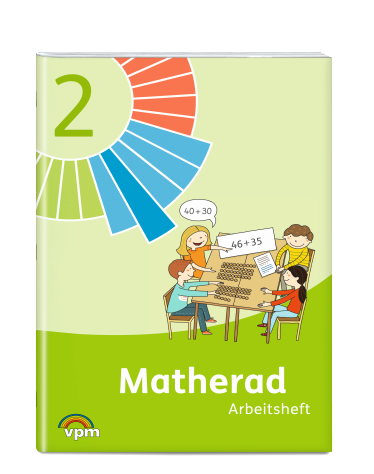 2
40+30
46+35
Matherad
Arbeitsheft
vpm